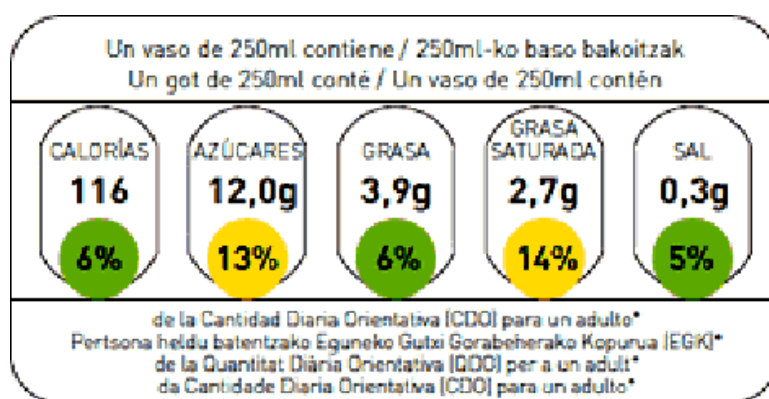 Un vaso de 250ml contiene / 250ml-ko baso bakoitzak
Un got de 250ml conté / Un vaso de 250ml contén
CALORÍAS
116
6%
AZÚCARES
12,0g
13%
GRASA
3,9g
6%
GRASA
SATURADA
2,7g
14%
SAL
0,3g
5%
de la Cantidad Diaria Orientativa (CDO) para un adulto*
Pertsona heldu batentzako Eguneko Gutxi Gorabeherako Kopurua (EGK)*
de la Quantitat Diària Orientativa (QDO) per a un adult*
da Cantidade Diaria Orientativa (CDO) para un adulto*